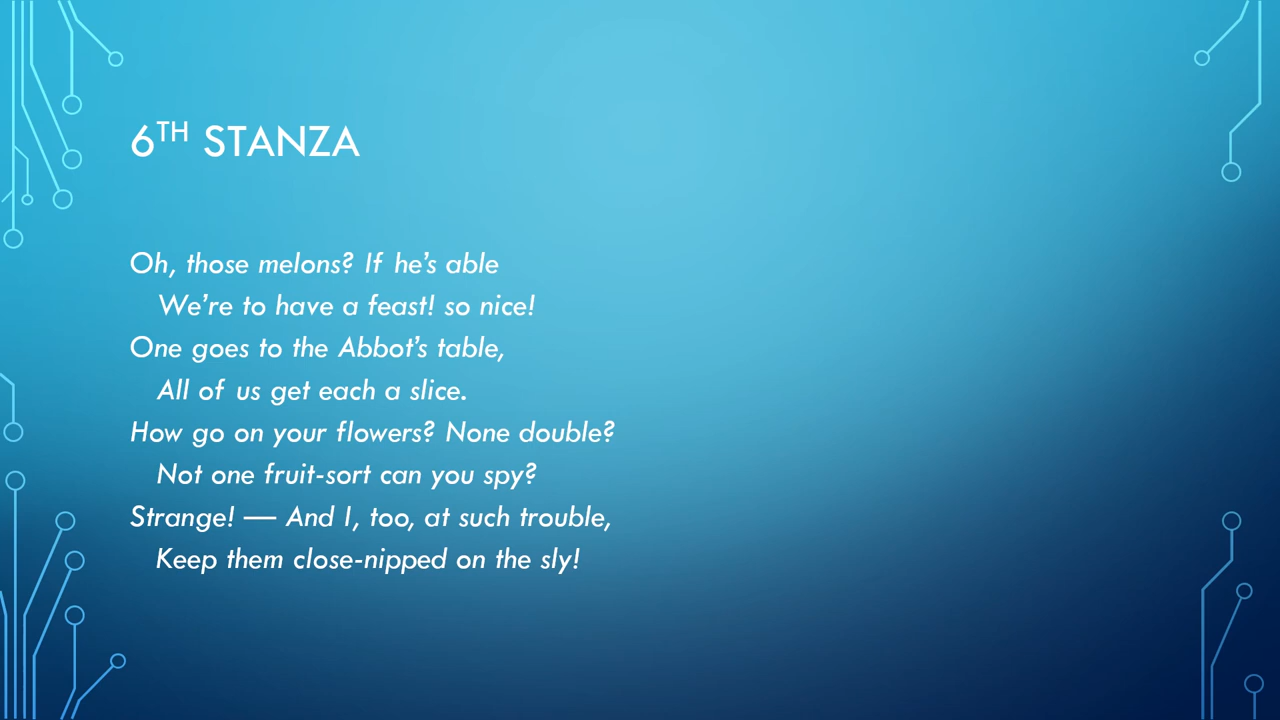 6TH STANZA
Oh, those melons? If he’s able
We’re to have a feast! so nice!
One goes to the Abbot’s table,
All of us get each a slice.
How go on your flowers? None double?
Not one fruit-sort can you spy?
Strange! — And I, too, at such trouble,
Keep them close-nipped on the sly!